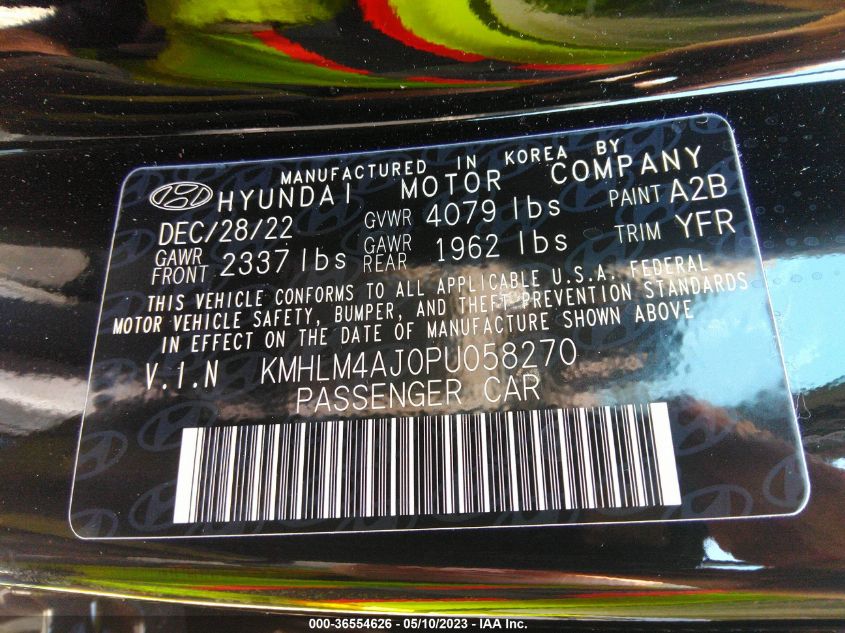 MANUFACTURED IN KOREA BY
HYUNDAI MOTOR COMPANY
DEC/28/22 GVWR 4079 lbs PAINT A2B
GAWR FRONT 2337 lbs GAWR REAR 1962 lbs TRIM YFR
THIS VEHICLE CONFORMS TO ALL APPLICABLE U.S.A. FEDERAL
MOTOR VEHICLE SAFETY, BUMPER, AND THEFT PREVENTION STANDARDS
IN EFFECT ON THE DATE OF MANUFACTURE SHOWN ABOVE
V.I.N KMHLM4AJ0PU058270
PASSENGER CAR
000-36554626 - 05/10/2023 - IAA Inc.